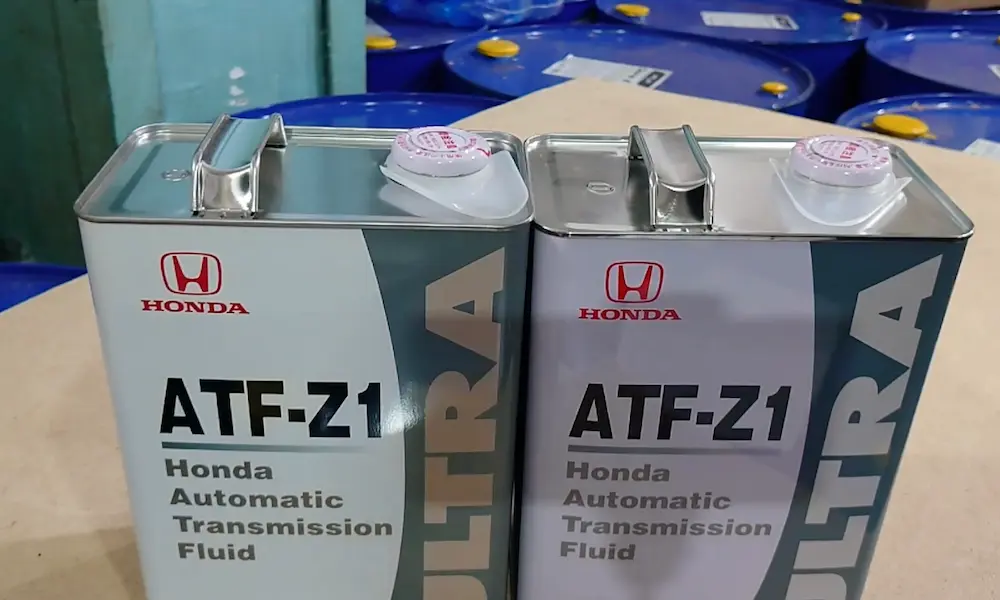 HONDA
ATF-Z1
Honda
Automatic
Transmission
Fluid
ULTRA
HONDA
ATF-Z1
Honda
Automatic
Transmission
Fluid
ULTRA